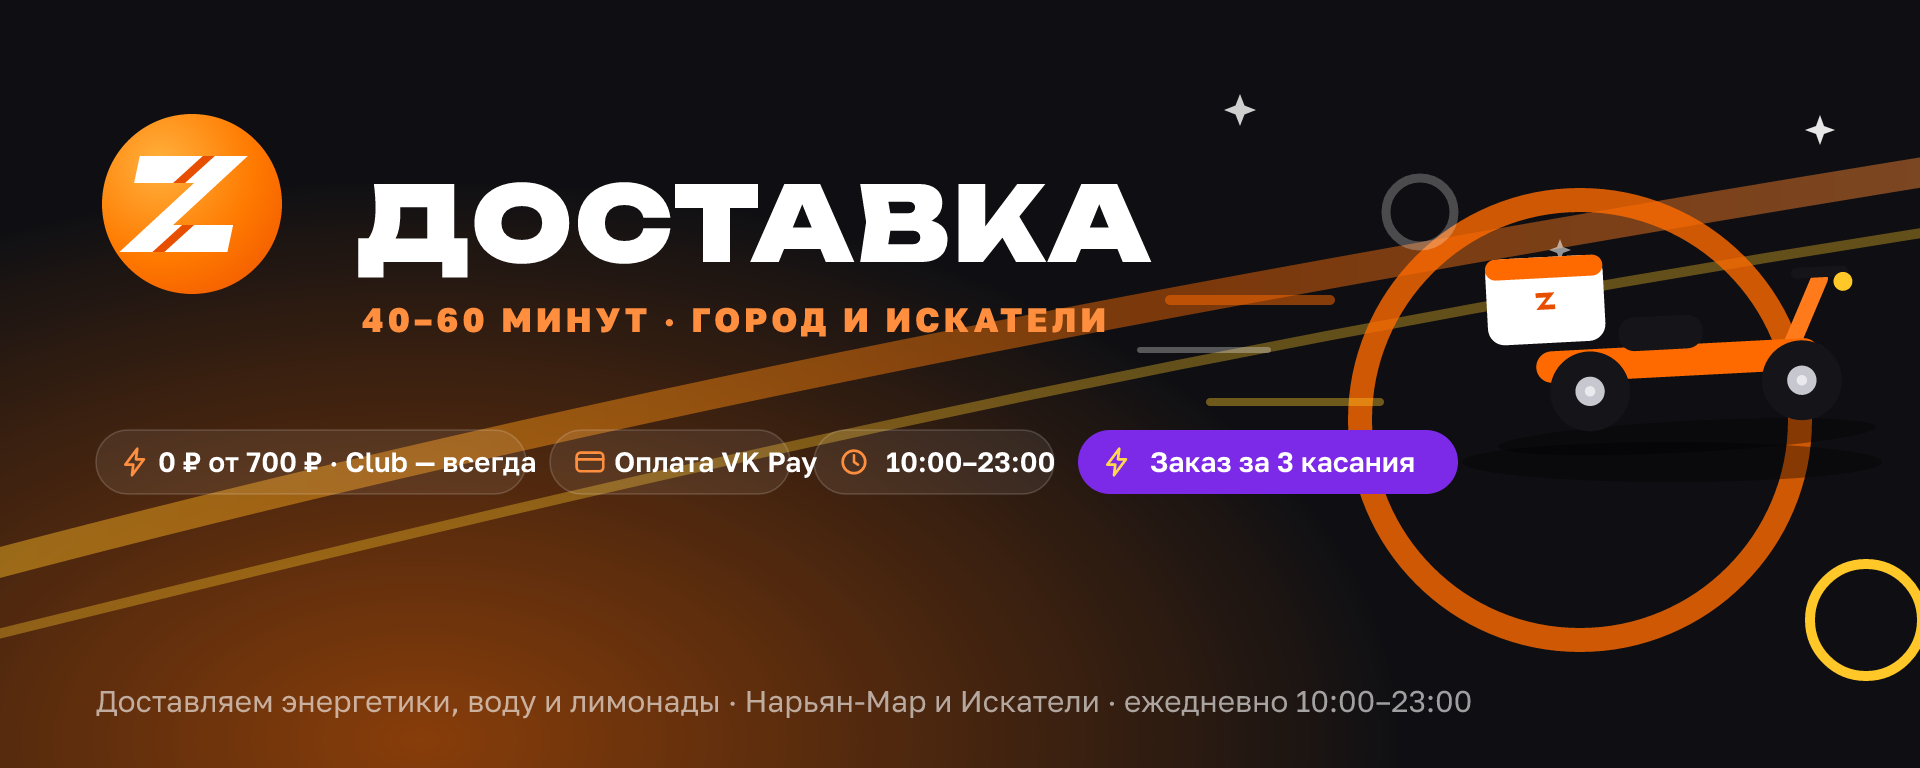 Z
ДОСТАВКА
40–60 МИНУТ · ГОРОД И ИСКАТЕЛИ
Z
0 ₽ от 700 ₽ · Club — всегда
Оплата VK Pay
10:00–23:00
Заказ за 3 касания
Доставляем энергетики, воду и лимонады · Нарьян-Мар и Искатели · ежедневно 10:00–23:00